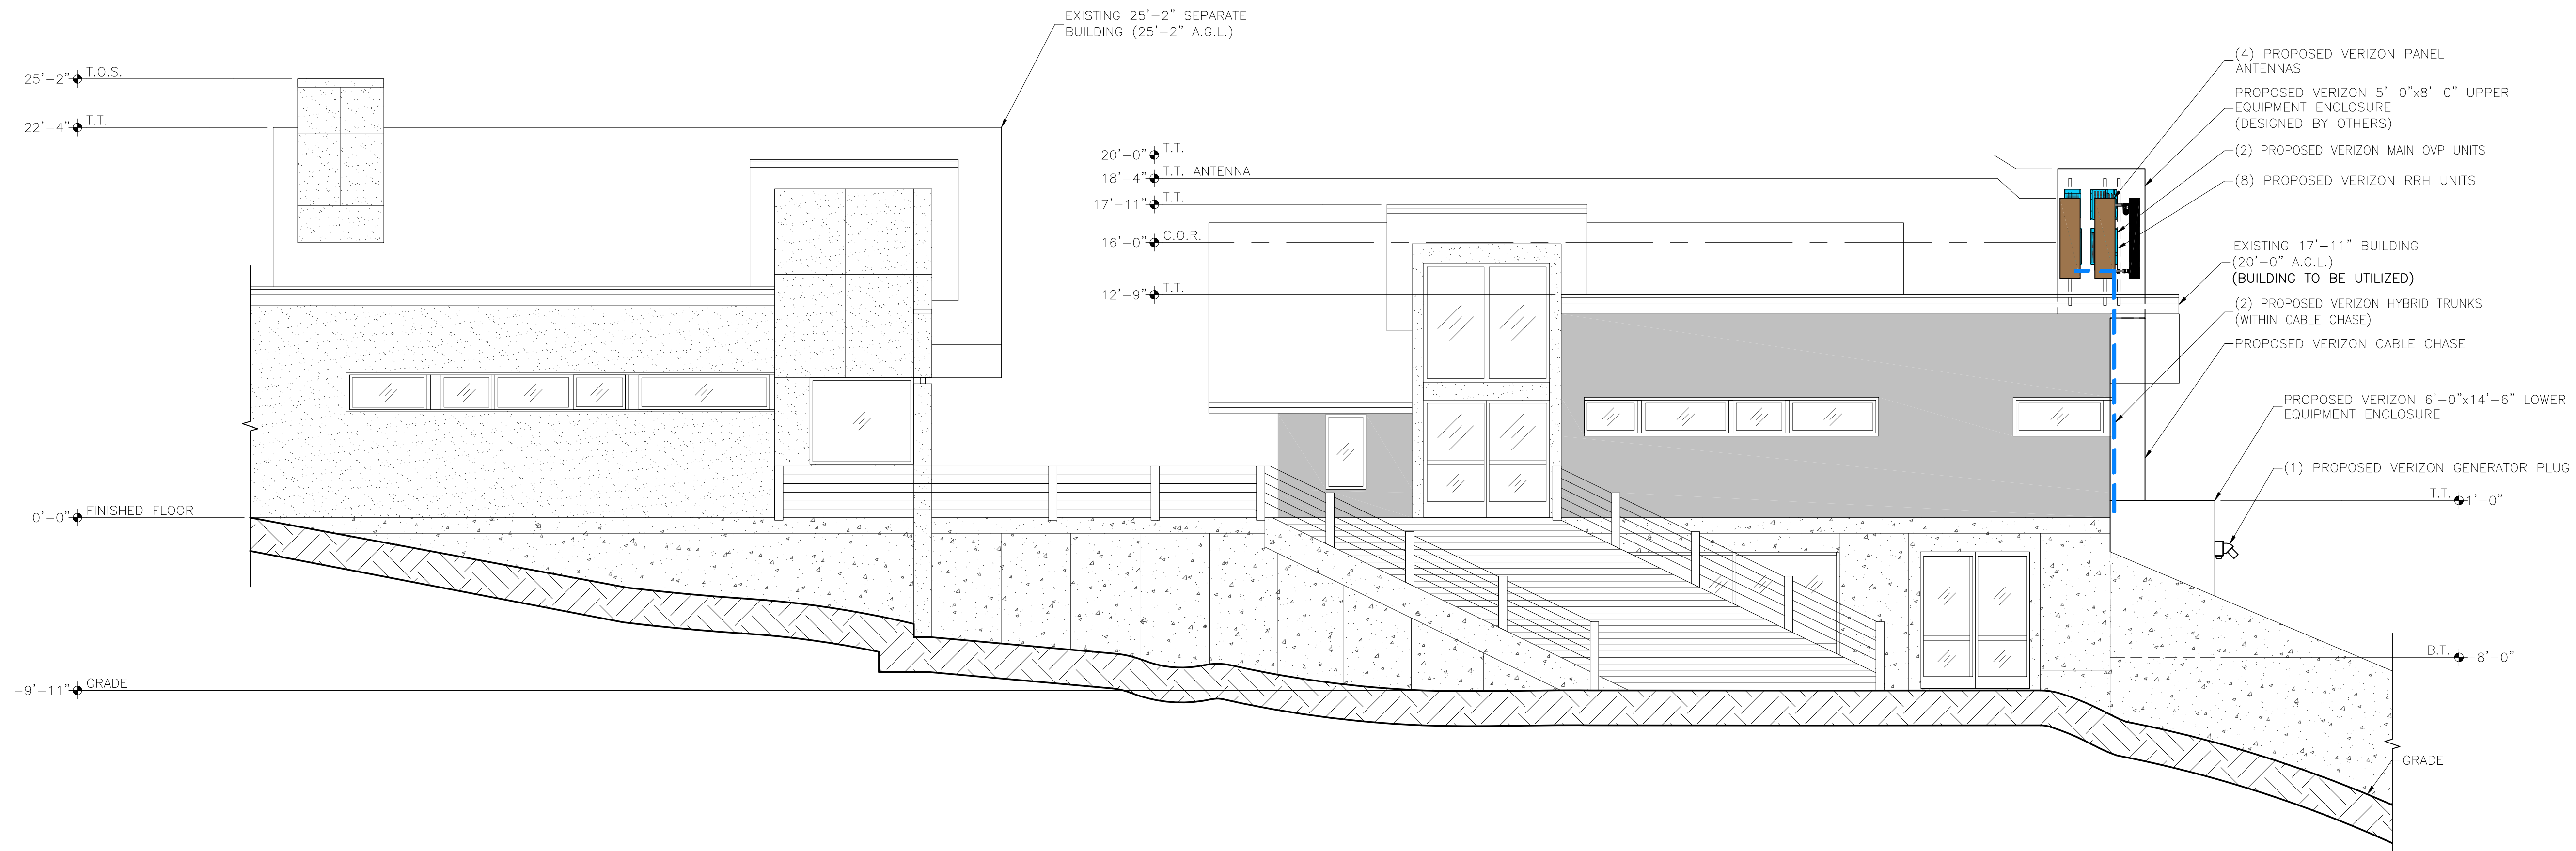 EXISTING 25'-2" SEPARATE
BUILDING (25'-2" A.G.L.)
25'-2" T.O.S.
22'-4" T.T.
0'-0" FINISHED FLOOR
-9'-11" GRADE
20'-0" T.T.
18'-4" T.T. ANTENNA
17'-11" T.T.
16'-0" C.O.R.
12'-9" T.T.
(4) PROPOSED VERIZON PANEL
ANTENNAS
PROPOSED VERIZON 5'-0"x8'-0" UPPER
EQUIPMENT ENCLOSURE
(DESIGNED BY OTHERS)
(2) PROPOSED VERIZON MAIN OVP UNITS
(8) PROPOSED VERIZON RRH UNITS
EXISTING 17'-11" BUILDING
(20'-0" A.G.L.)
(BUILDING TO BE UTILIZED)
(2) PROPOSED VERIZON HYBRID TRUNKS
(WITHIN CABLE CHASE)
PROPOSED VERIZON CABLE CHASE
PROPOSED VERIZON 6'-0"x14'-6" LOWER
EQUIPMENT ENCLOSURE
(1) PROPOSED VERIZON GENERATOR PLUG
T.T. 1'-0"
B.T. -8'-0"
GRADE